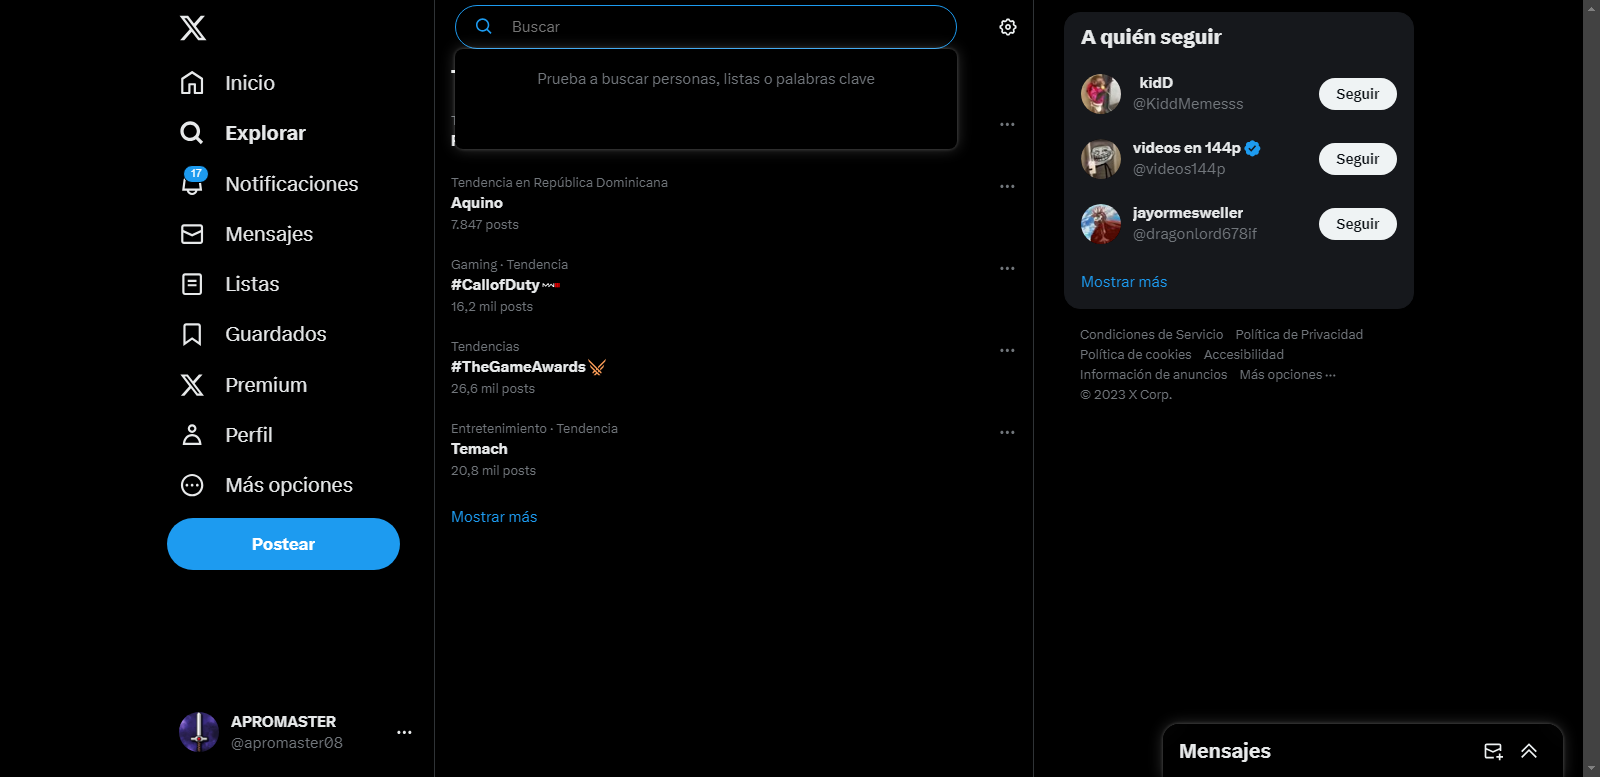 Inicio
Explorar
17
Notificaciones
Mensajes
Listas
Guardados
Premium
Perfil
Más opciones
Postear
APROMASTER
@apromaster08
Buscar
Prueba a buscar personas, listas o palabras clave
Tendencia en República Dominicana
Aquino
7.847 posts
Gaming · Tendencia
#CallofDuty
16,2 mil posts
Tendencias
#TheGameAwards
26,6 mil posts
Entretenimiento · Tendencia
Temach
20,8 mil posts
Mostrar más
A quién seguir
kidD
@KiddMemesss
Seguir
videos en 144p
@videos144p
Seguir
jayormesweller
@dragonlord678if
Seguir
Mostrar más
Condiciones de Servicio Política de Privacidad
Política de cookies Accesibilidad
Información de anuncios Más opciones ···
© 2023 X Corp.
Mensajes